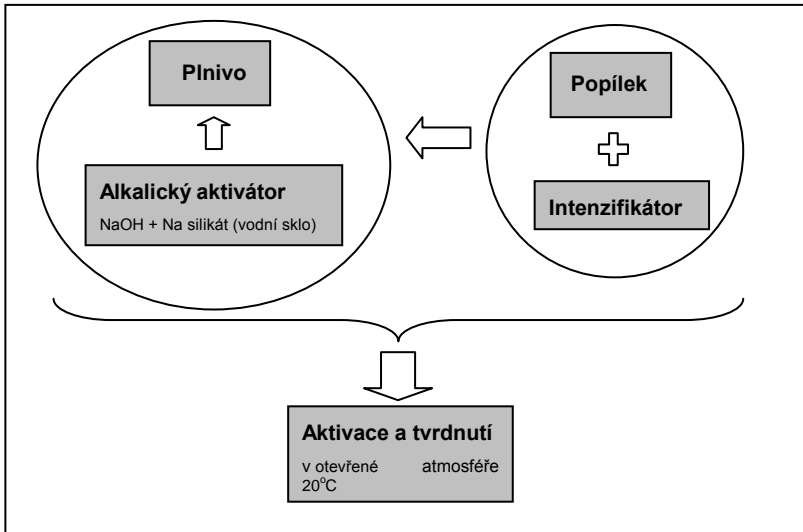 Plnivo
Popílek
Alkalický aktivátor
NaOH + Na silikát (vodní sklo)
Intenzifikátor
Aktivace a tvrdnutí
v otevřené atmosféře
20°C